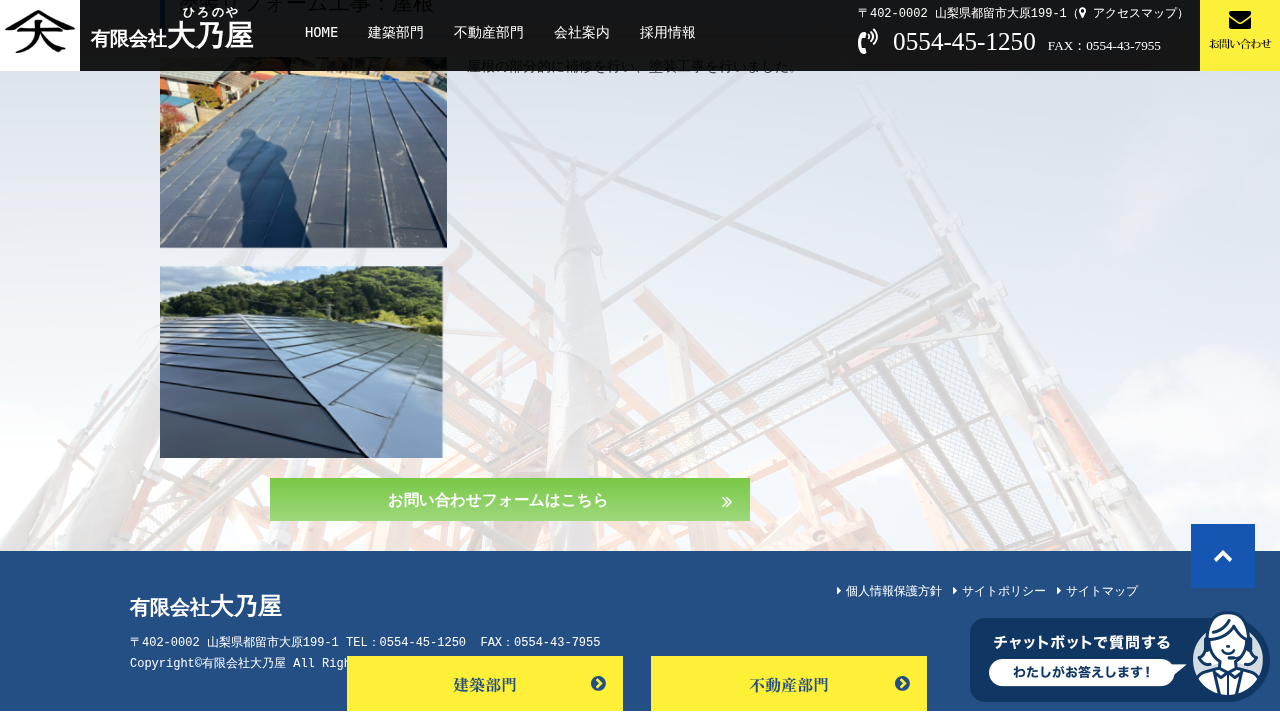 ひろのや
有限会社大乃屋
HOME 建築部門 不動産部門 会社案内 採用情報
〒402-0002 山梨県都留市大原199-1（ アクセスマップ）
0554-45-1250 FAX：0554-43-7955
お問い合わせ
リフォーム工事：屋根
屋根の部分的に補修を行い、塗装工事を行いました。
お問い合わせフォームはこちら
有限会社大乃屋
個人情報保護方針 サイトポリシー サイトマップ
〒402-0002 山梨県都留市大原199-1 TEL：0554-45-1250 FAX：0554-43-7955
Copyright©有限会社大乃屋 All Righ
チャットボットで質問する
わたしがお答えします！
建築部門 不動産部門